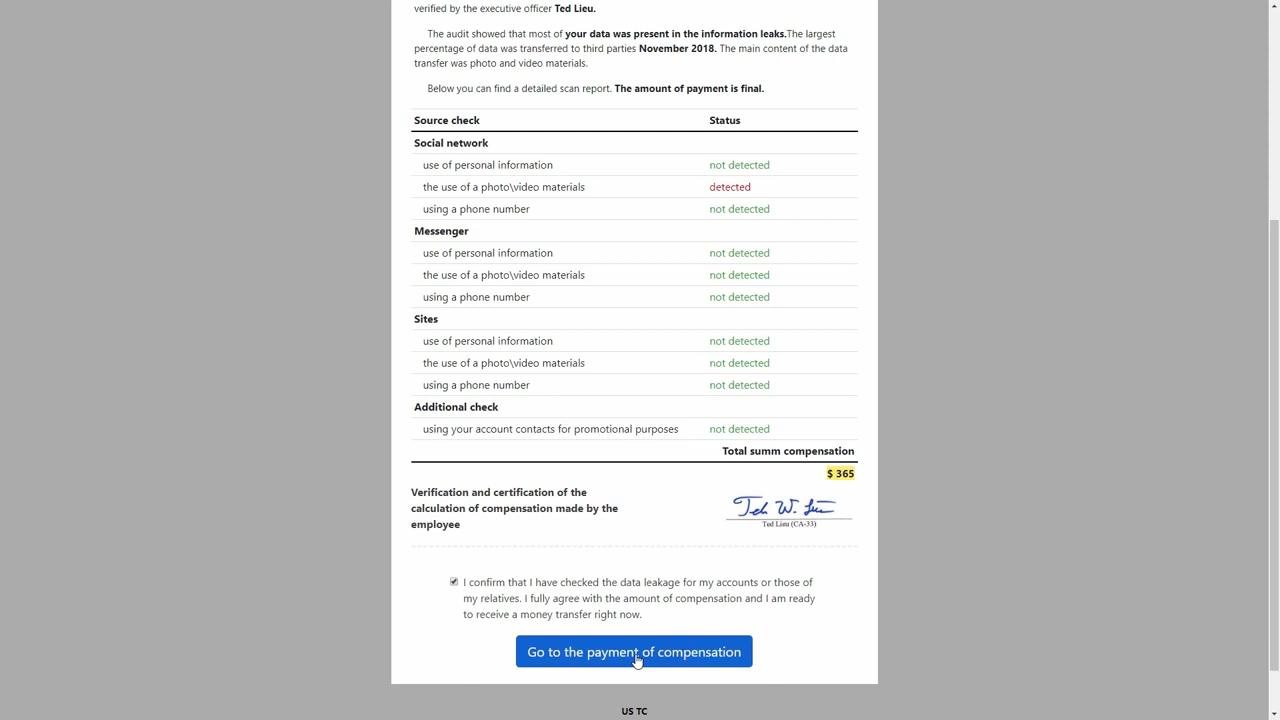 verified by the executive officer Ted Lieu.
The audit showed that most of your data was present in the information leaks.The largest
percentage of data was transferred to third parties November 2018. The main content of the data
transfer was photo and video materials.
Below you can find a detailed scan report. The amount of payment is final.
Source check Status
Social network
use of personal information not detected
the use of a photo\video materials detected
using a phone number not detected
Messenger
use of personal information not detected
the use of a photo\video materials not detected
using a phone number not detected
Sites
use of personal information not detected
the use of a photo\video materials not detected
using a phone number not detected
Additional check
using your account contacts for promotional purposes not detected
Total summ compensation
$ 365
Verification and certification of the
calculation of compensation made by the
employee
Ted W. Lieu
Ted Lieu (CA-33)
I confirm that I have checked the data leakage for my accounts or those of
my relatives. I fully agree with the amount of compensation and I am ready
to receive a money transfer right now.
Go to the payment of compensation
US TC